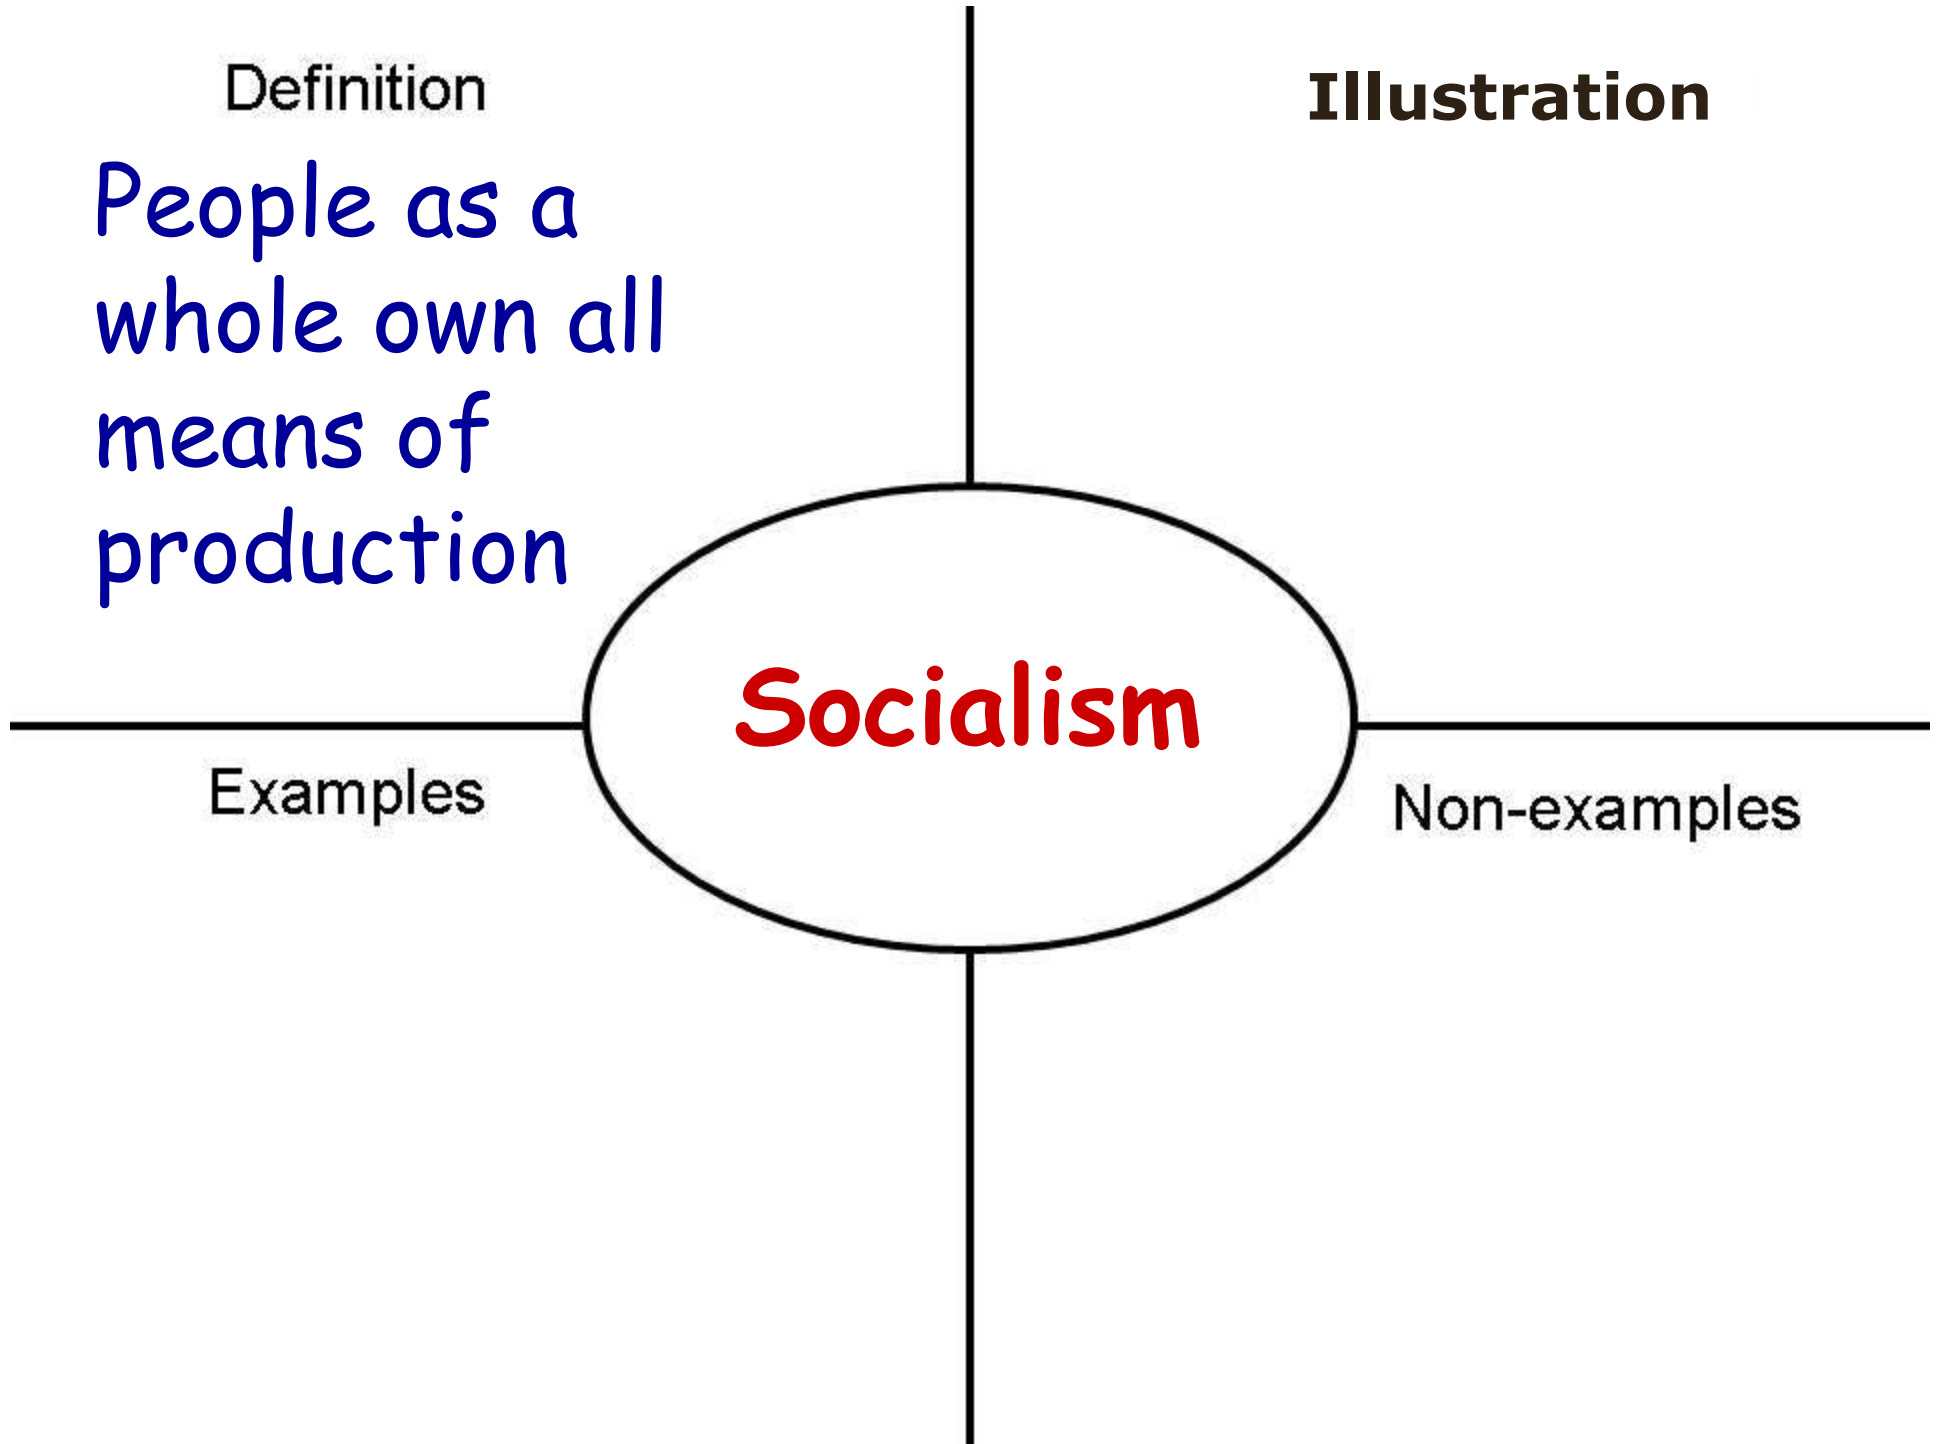 Definition
People as a
whole own all
means of
production
Illustration
Socialism
Examples
Non-examples